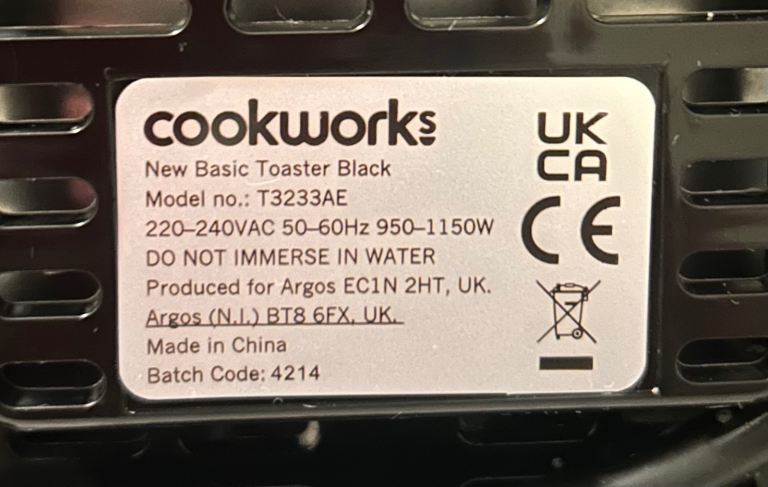 cookworks
New Basic Toaster Black
Model no.: T3233AE
220–240VAC 50–60Hz 950–1150W
DO NOT IMMERSE IN WATER
Produced for Argos EC1N 2HT, UK.
Argos (N.I.) BT8 6FX, UK.
Made in China
Batch Code: 4214
UK
CA
CE